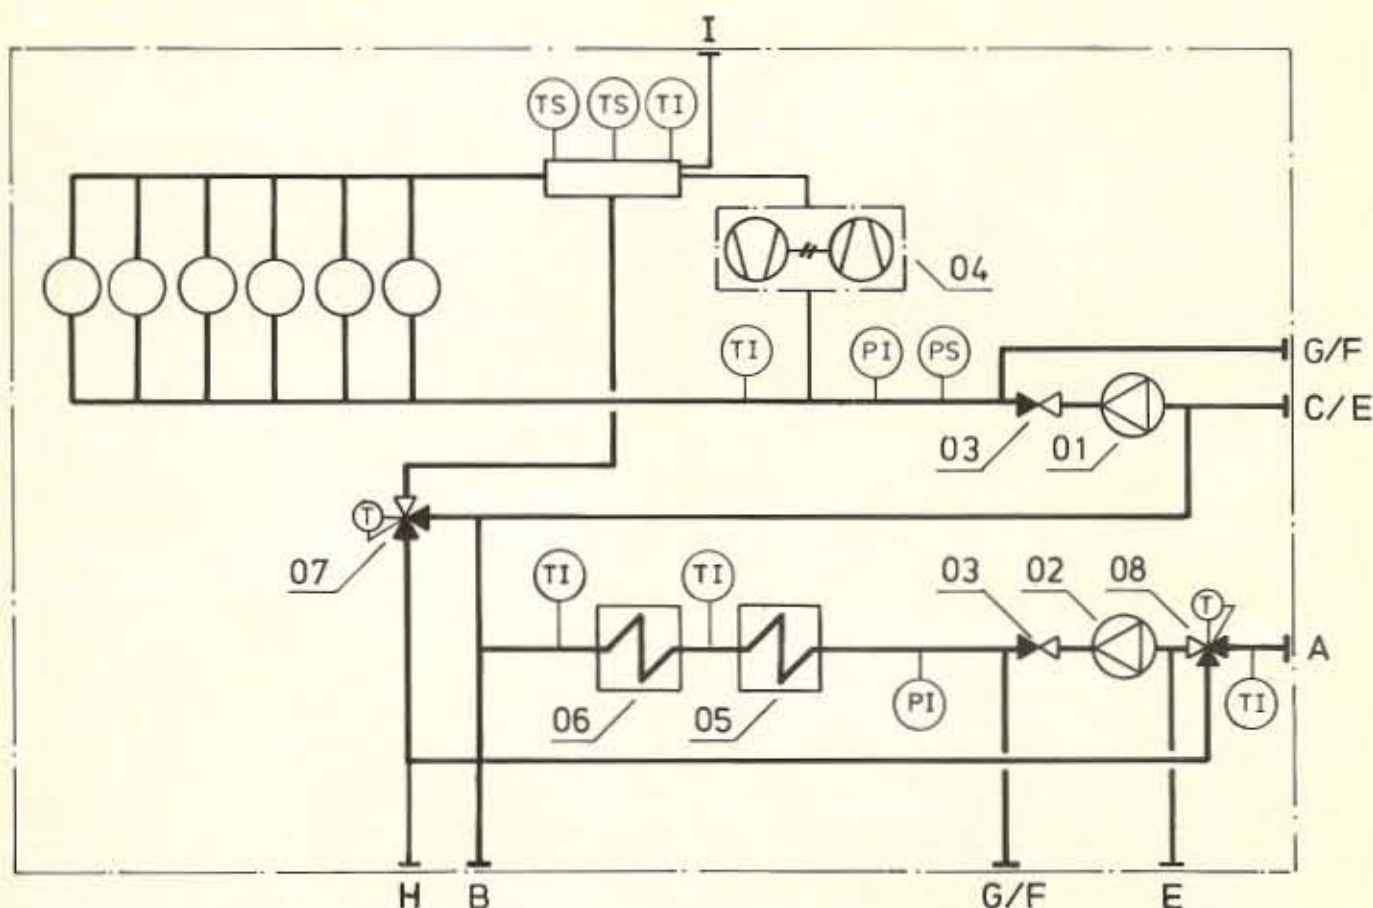 I
TS TS TI
04
TI PI PS G/F
C/E
03 01
T
07 TI TI 03 02 08 T
A
06 05 PI TI
H B G/F E